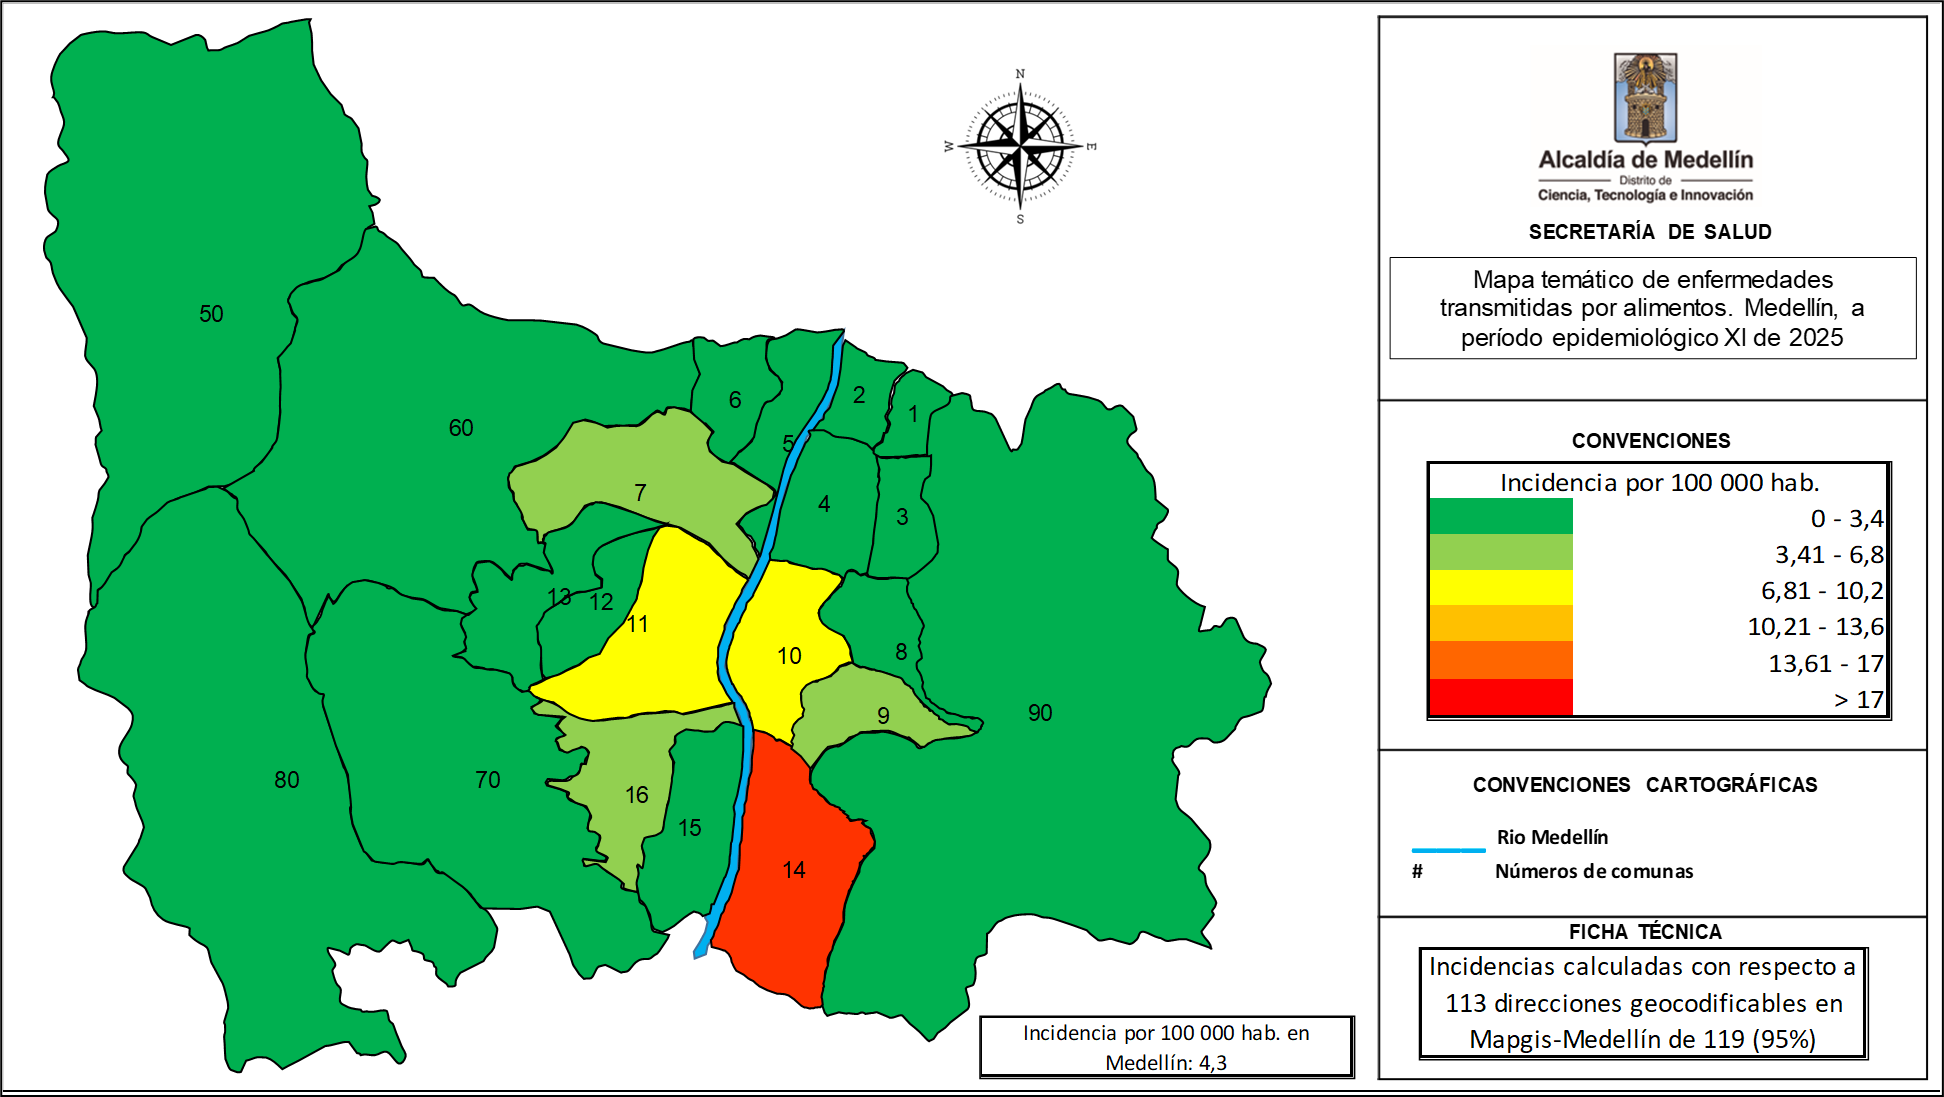 N
W
E
S
50
60
6
2
1
5
7
4
3
13
12
11
10
8
9
90
80
70
16
15
14
Incidencia por 100 000 hab. en
Medellín: 4,3
Alcaldía de Medellín
Distrito de
Ciencia, Tecnología e Innovación
SECRETARÍA DE SALUD
Mapa temático de enfermedades
transmitidas por alimentos. Medellín, a
período epidemiológico XI de 2025
CONVENCIONES
Incidencia por 100 000 hab.
0 - 3,4
3,41 - 6,8
6,81 - 10,2
10,21 - 13,6
13,61 - 17
> 17
CONVENCIONES CARTOGRÁFICAS
Rio Medellín
# Números de comunas
FICHA TÉCNICA
Incidencias calculadas con respecto a
113 direcciones geocodificables en
Mapgis-Medellín de 119 (95%)